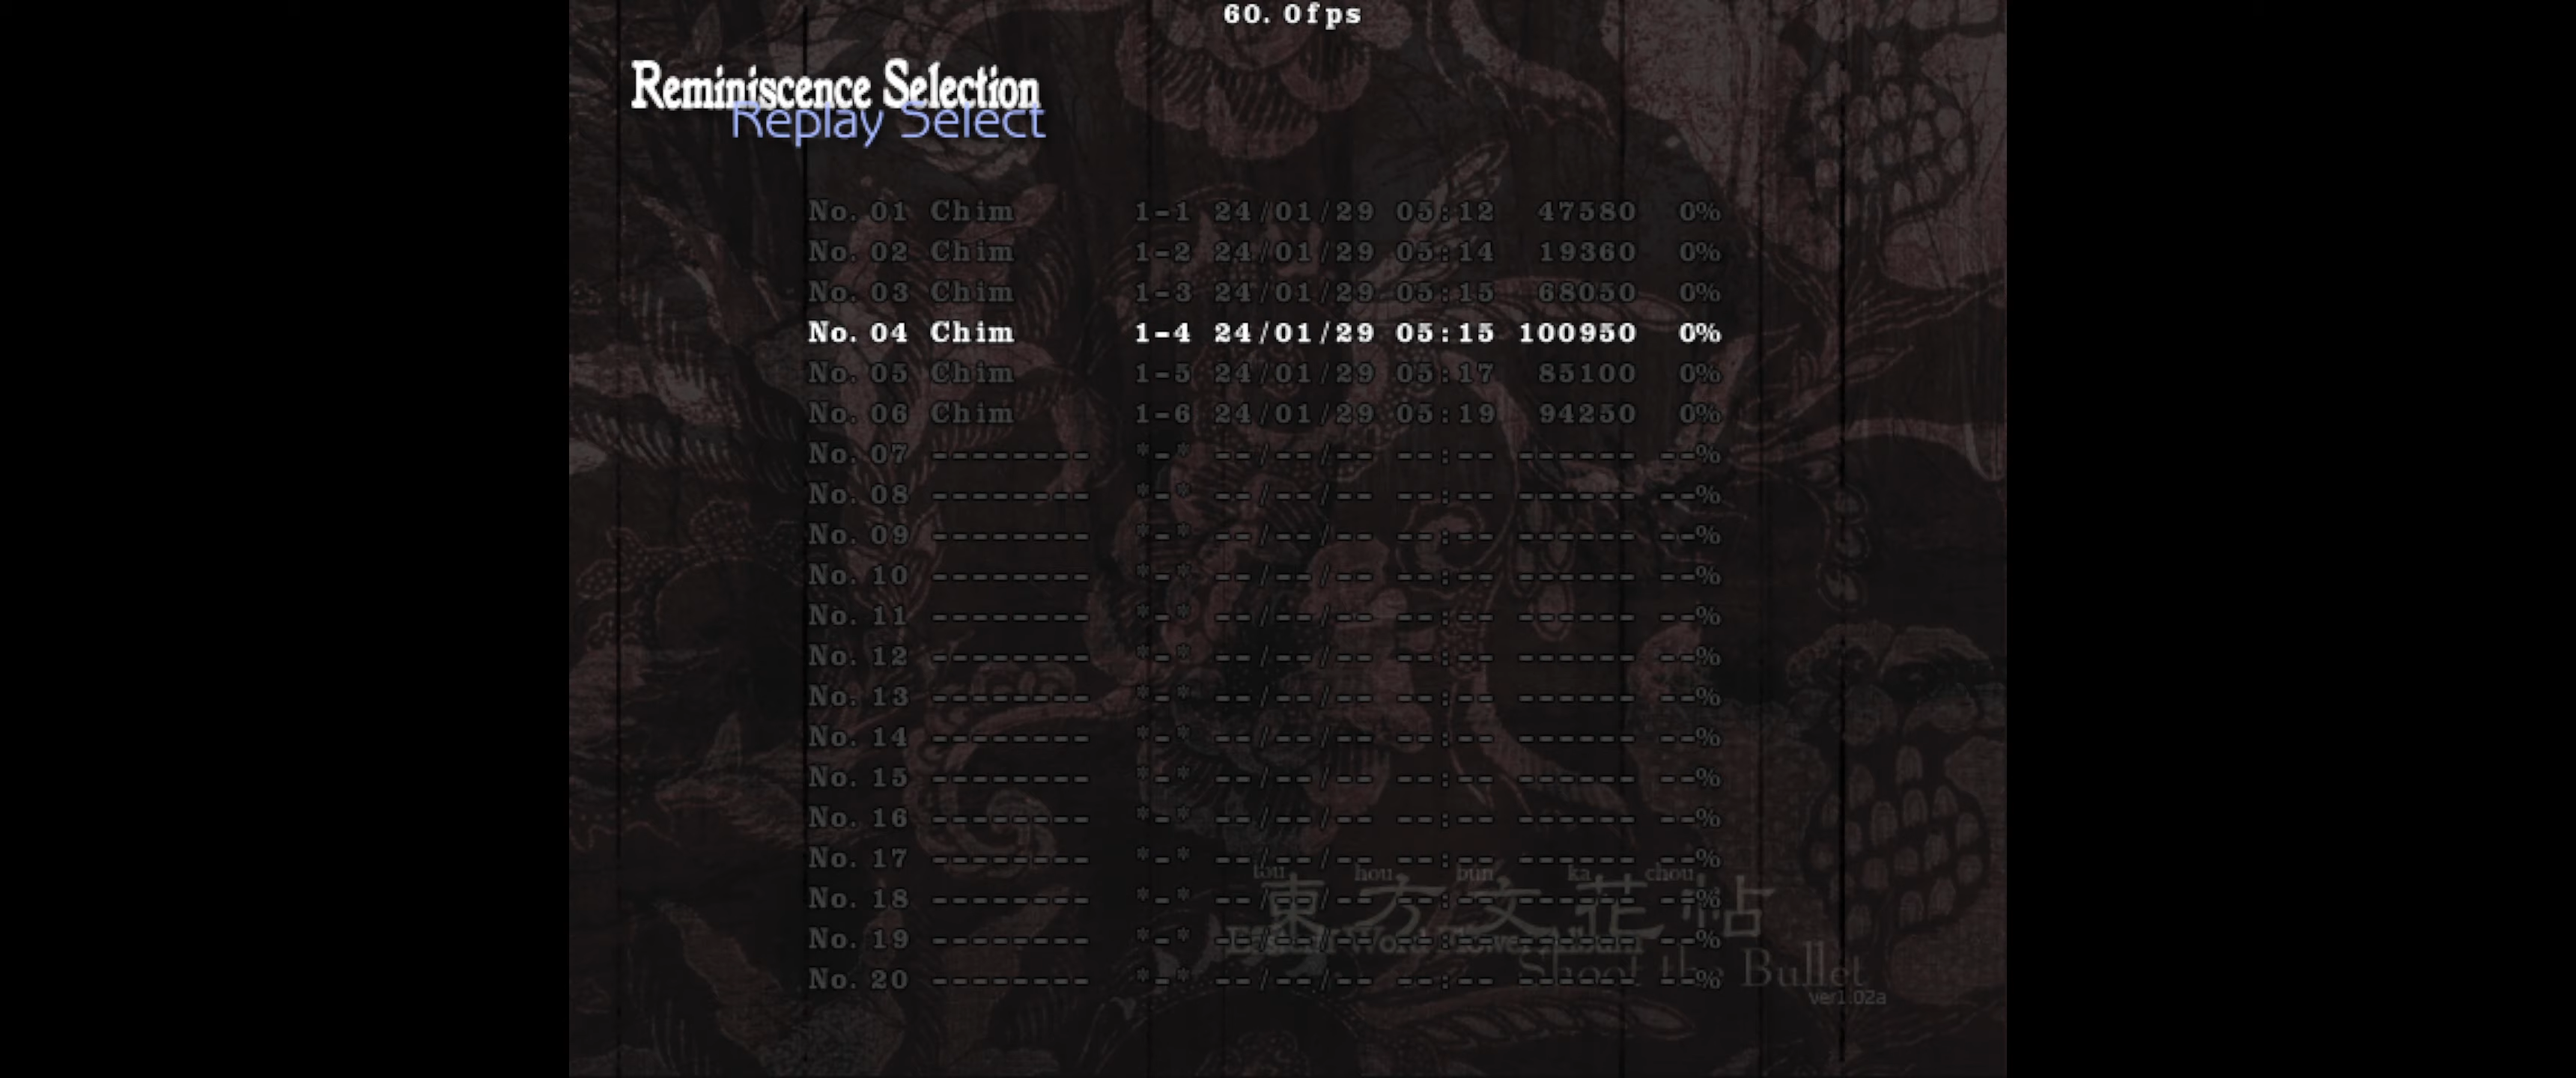 60.0fps
Reminiscence Selection
Replay Select
No. 01 Chim 1-1 24/01/29 05:12 47580 0%
No. 02 Chim 1-2 24/01/29 05:14 19360 0%
No. 03 Chim 1-3 24/01/29 05:15 68050 0%
No. 04 Chim 1-4 24/01/29 05:15 100950 0%
No. 05 Chim 1-5 24/01/29 05:17 85100 0%
No. 06 Chim 1-6 24/01/29 05:19 94250 0%
No. 07 -------- *-* --/--/-- --:-- ------ --%
No. 08 -------- *-* --/--/-- --:-- ------ --%
No. 09 -------- *-* --/--/-- --:-- ------ --%
No. 10 -------- *-* --/--/-- --:-- ------ --%
No. 11 -------- *-* --/--/-- --:-- ------ --%
No. 12 -------- *-* --/--/-- --:-- ------ --%
No. 13 -------- *-* --/--/-- --:-- ------ --%
No. 14 -------- *-* --/--/-- --:-- ------ --%
No. 15 -------- *-* --/--/-- --:-- ------ --%
No. 16 -------- *-* --/--/-- --:-- ------ --%
No. 17 -------- *-* --/--/-- --:-- ------ --%
tou hou bun ka chou
No. 18 -------- *-* --/--/-- --:-- ------ --%
東方文花帖
No. 19 -------- *-* --/--/-- --:-- ------ --%
Shoot the Bullet
No. 20 -------- *-* --/--/-- --:-- ------ --%
ver1.02a